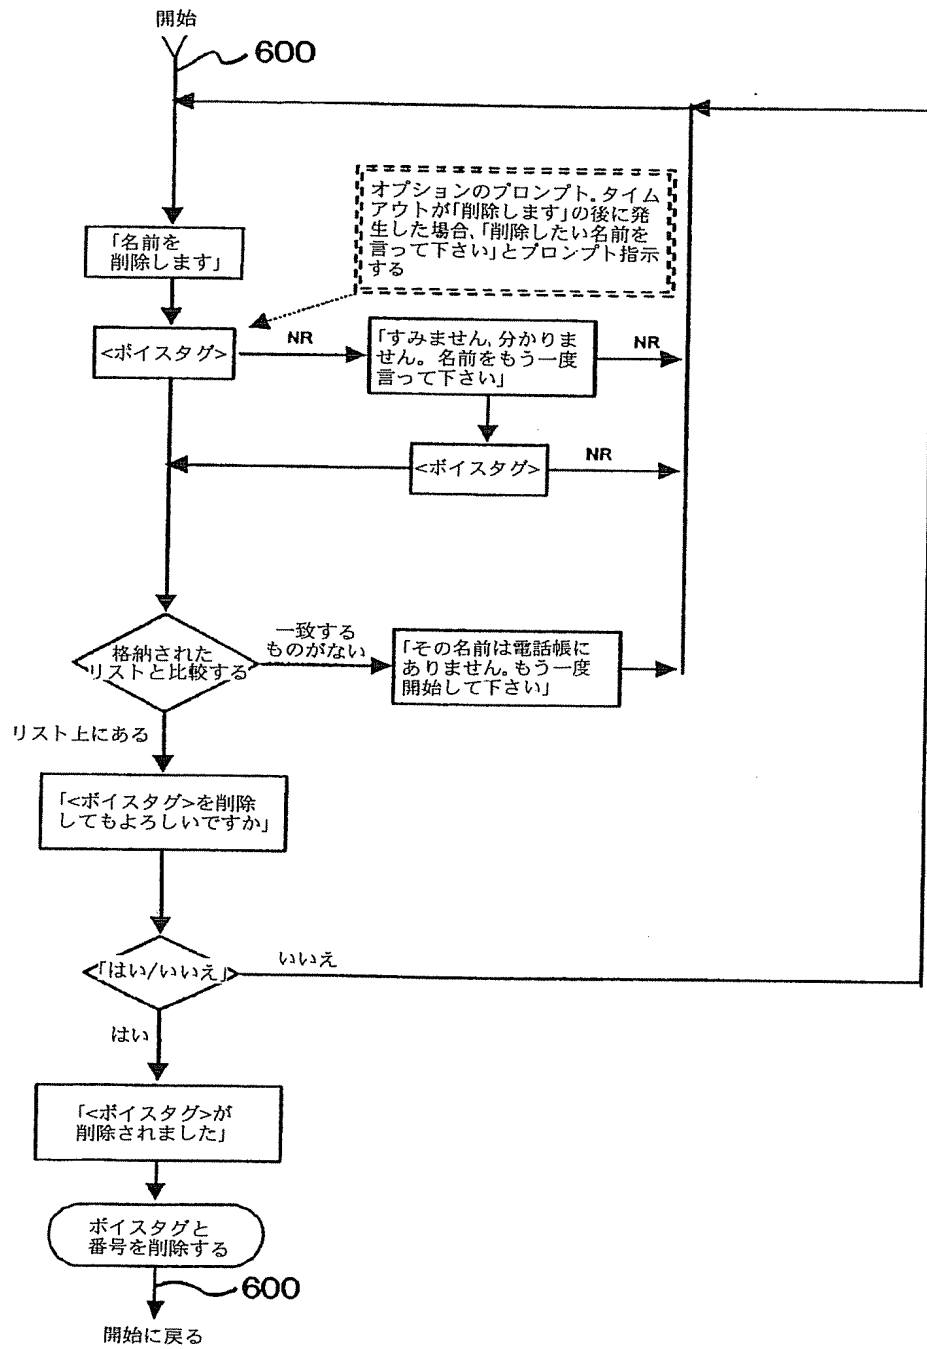 開始
600
オプションのプロンプト.タイム
アウトが「削除します」の後に発
生した場合、「削除したい名前を
言って下さい」とプロンプト指示
する
「名前を
削除します」
<ボイスタグ>
NR
「すみません,分かりま
せん。名前をもう一度
言って下さい」
NR
<ボイスタグ>
NR
格納された
リストと比較する
一致する
ものがない
「その名前は電話帳に
ありません。もう一度
開始して下さい」
リスト上にある
「<ボイスタグ>を削除
してもよろしいですか」
「はい/いいえ」
いいえ
はい
「<ボイスタグ>が
削除されました」
ボイスタグと
番号を削除する
600
開始に戻る